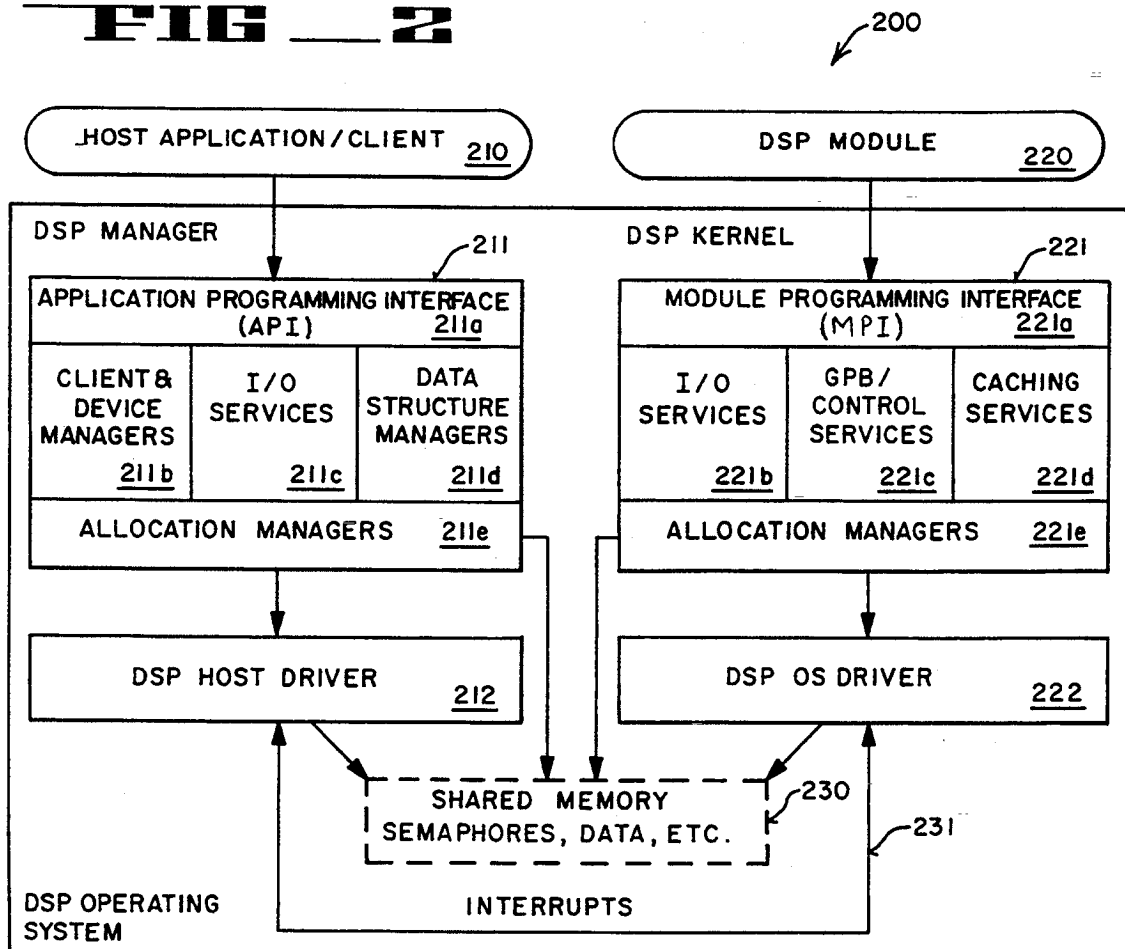 FIG _ 2
200
HOST APPLICATION/CLIENT 210
DSP MODULE 220
DSP MANAGER
211
DSP KERNEL
221
APPLICATION PROGRAMMING INTERFACE
(API) 211a
MODULE PROGRAMMING INTERFACE
(MPI) 221a
CLIENT &
DEVICE
MANAGERS
211b
I/O
SERVICES
211c
DATA
STRUCTURE
MANAGERS
211d
I/O
SERVICES
221b
GPB/
CONTROL
SERVICES
221c
CACHING
SERVICES
221d
ALLOCATION MANAGERS 211e
ALLOCATION MANAGERS 221e
DSP HOST DRIVER 212
DSP OS DRIVER 222
SHARED MEMORY
SEMAPHORES, DATA, ETC.
230
231
INTERRUPTS
DSP OPERATING
SYSTEM